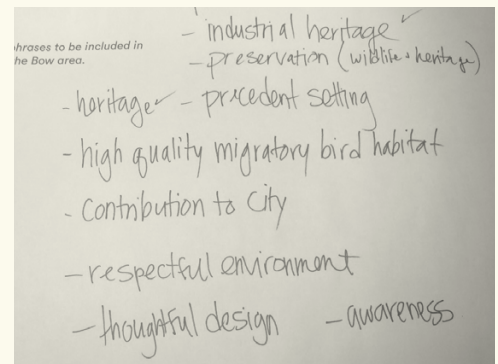 - industrial heritage ✓
hrases to be included in
he Bow area.
- preservation (wildlife + heritage)
- heritage ✓ - precedent setting
- high quality migratory bird habitat
- Contribution to City
- respectful environment
- thoughtful design - awareness